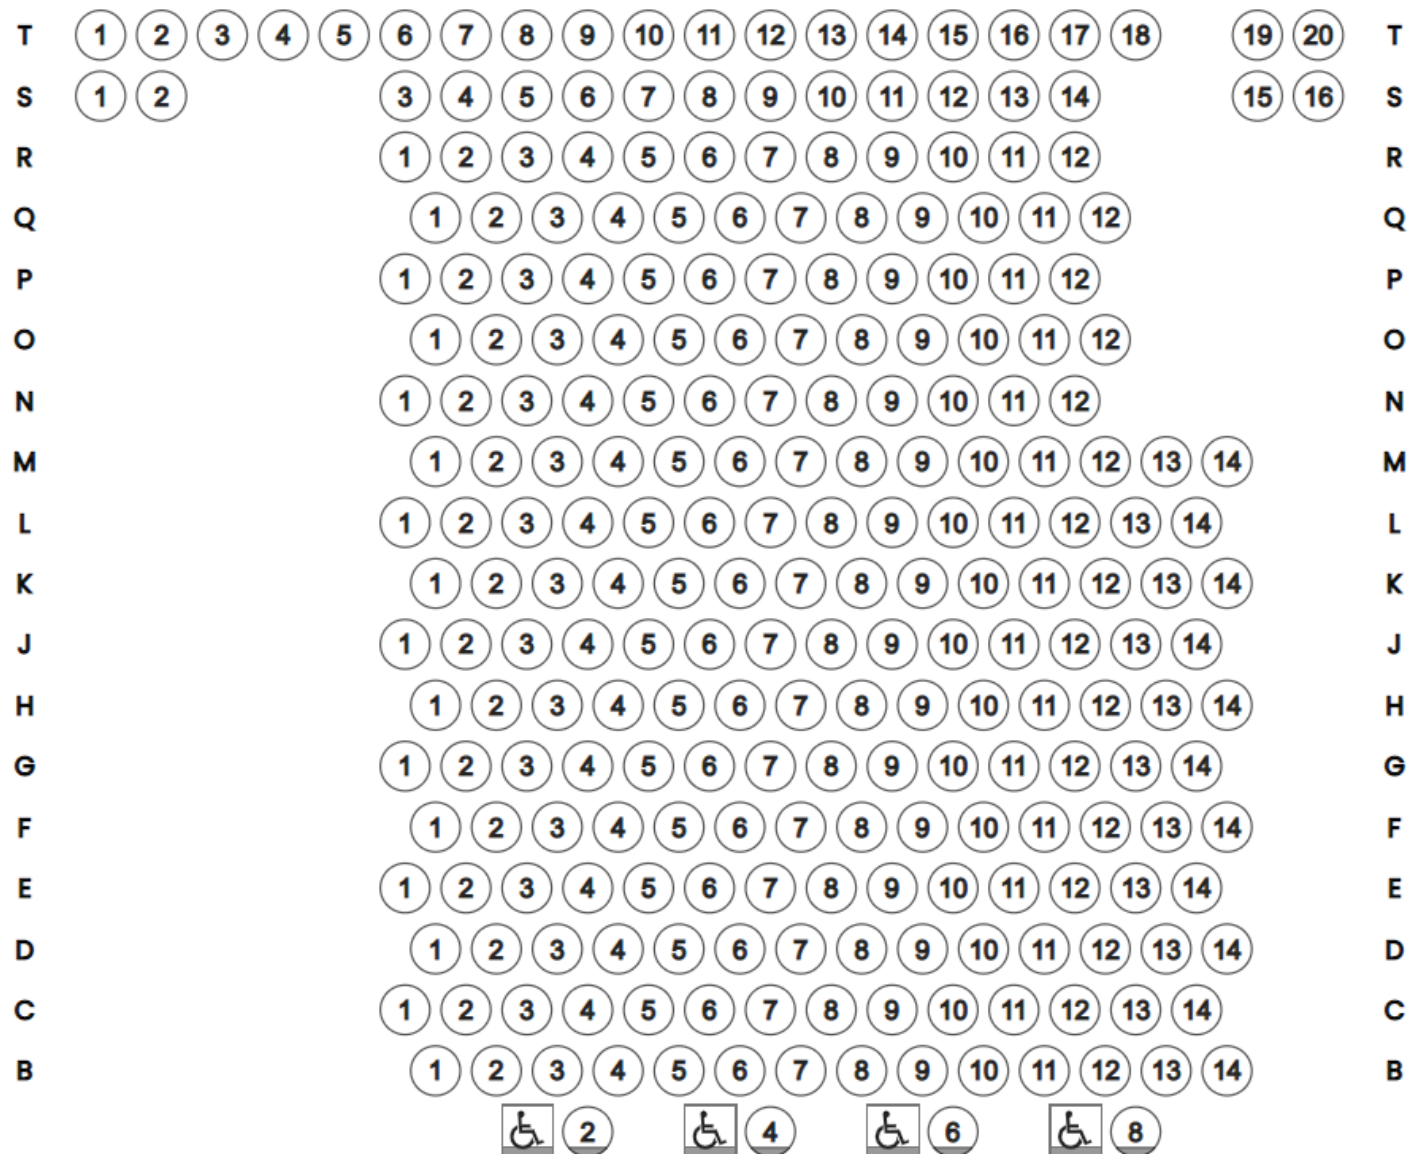 T 1 2 3 4 5 6 7 8 9 10 11 12 13 14 15 16 17 18 19 20 T
S 1 2 3 4 5 6 7 8 9 10 11 12 13 14 15 16 S
R 1 2 3 4 5 6 7 8 9 10 11 12 R
Q 1 2 3 4 5 6 7 8 9 10 11 12 Q
P 1 2 3 4 5 6 7 8 9 10 11 12 P
O 1 2 3 4 5 6 7 8 9 10 11 12 O
N 1 2 3 4 5 6 7 8 9 10 11 12 N
M 1 2 3 4 5 6 7 8 9 10 11 12 13 14 M
L 1 2 3 4 5 6 7 8 9 10 11 12 13 14 L
K 1 2 3 4 5 6 7 8 9 10 11 12 13 14 K
J 1 2 3 4 5 6 7 8 9 10 11 12 13 14 J
H 1 2 3 4 5 6 7 8 9 10 11 12 13 14 H
G 1 2 3 4 5 6 7 8 9 10 11 12 13 14 G
F 1 2 3 4 5 6 7 8 9 10 11 12 13 14 F
E 1 2 3 4 5 6 7 8 9 10 11 12 13 14 E
D 1 2 3 4 5 6 7 8 9 10 11 12 13 14 D
C 1 2 3 4 5 6 7 8 9 10 11 12 13 14 C
B 1 2 3 4 5 6 7 8 9 10 11 12 13 14 B
2 4 6 8